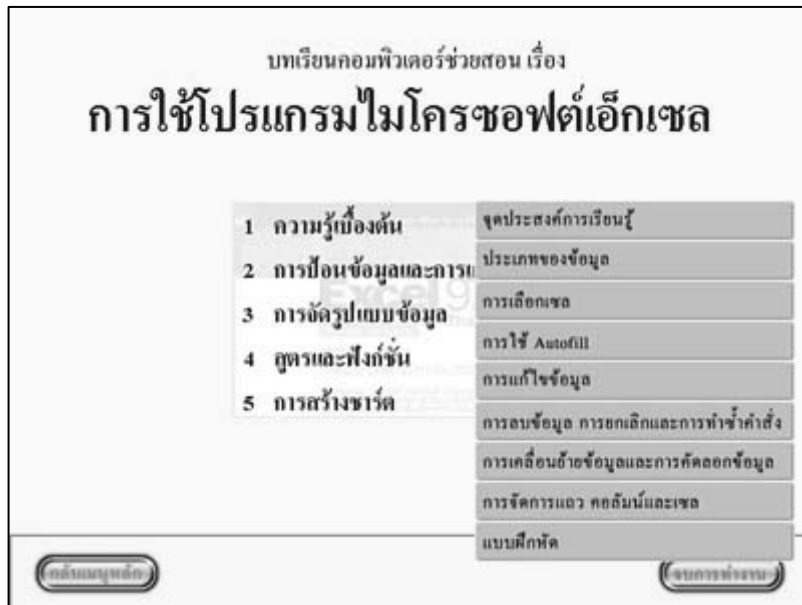 บทเรียนคอมพิวเตอร์ช่วยสอน เรื่อง
การใช้โปรแกรมไมโครซอฟต์เอ็กเซล
1 ความรู้เบื้องต้น
2 การป้อนข้อมูลและการแ
3 การจัดรูปแบบข้อมูล
4 สูตรและฟังก์ชั่น
5 การสร้างชาร์ต
จุดประสงค์การเรียนรู้
ประเภทของข้อมูล
การเลือกเซล
การใช้ Autofill
การแก้ไขข้อมูล
การลบข้อมูล การยกเลิกและการทำซ้ำคำสั่ง
การเคลื่อนย้ายข้อมูลและการคัดลอกข้อมูล
การจัดการแถว คอลัมน์และเซล
แบบฝึกหัด
กลับเมนูหลัก
จบการทำงาน